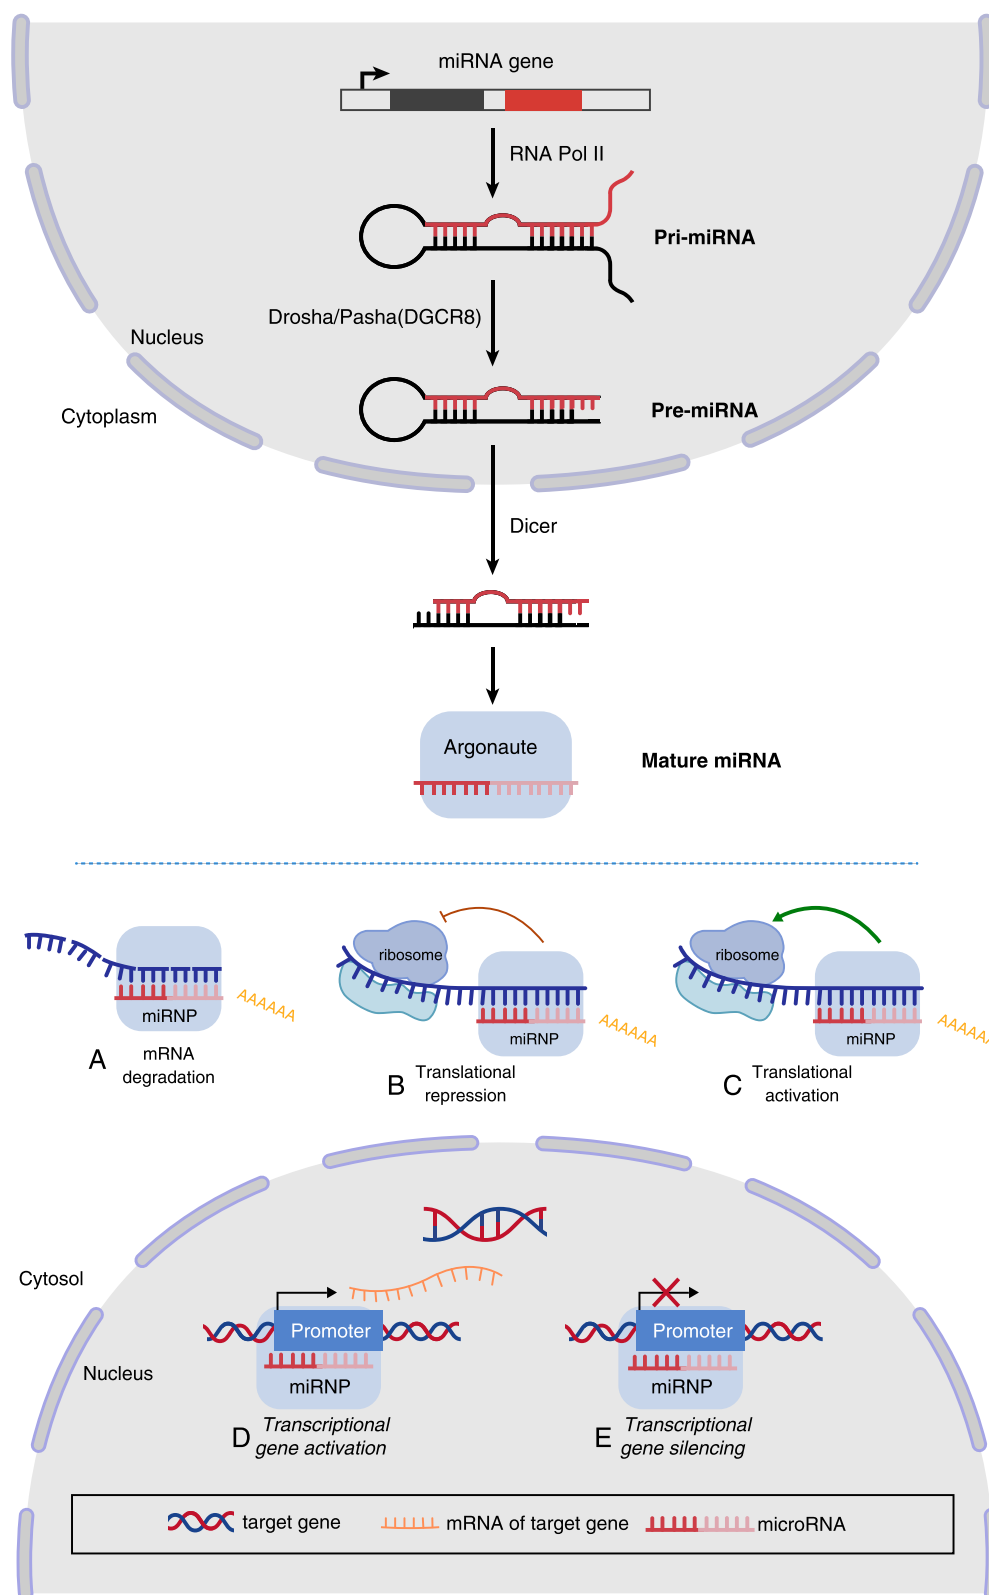 miRNA gene
RNA Pol II
Pri-miRNA
Drosha/Pasha(DGCR8)
Nucleus
Cytoplasm
Pre-miRNA
Dicer
Argonaute
Mature miRNA
ribosome
ribosome
miRNP
AAAAAA
miRNP
AAAAAA
miRNP
AAAAAA
A
mRNA
degradation
B
Translational
repression
C
Translational
activation
Cytosol
Nucleus
Promoter
miRNP
D
Transcriptional
gene activation
Promoter
miRNP
E
Transcriptional
gene silencing
target gene
mRNA of target gene
microRNA